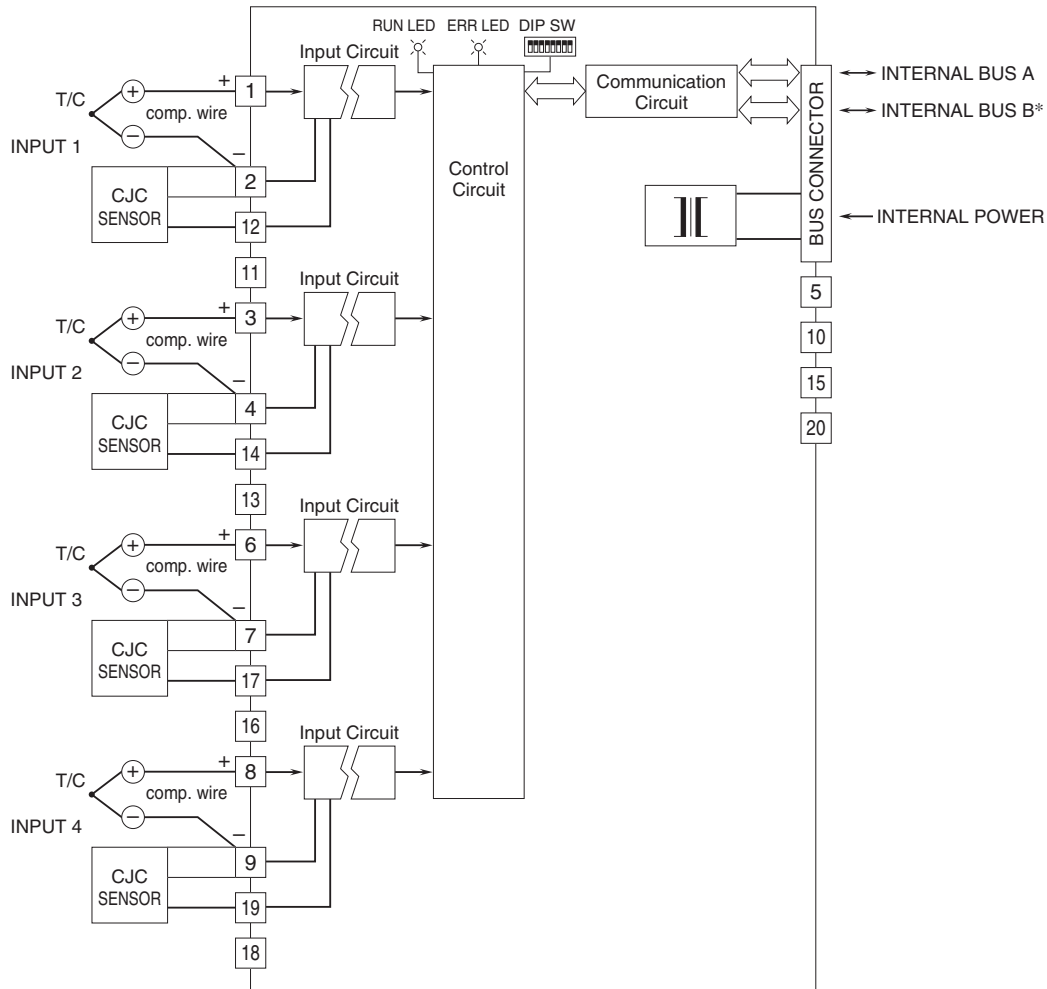 RUN LED ERR LED DIP SW
Input Circuit
T/C
+
+
1
comp. wire
−
−
INPUT 1
2
CJC
SENSOR
12
11
Input Circuit
T/C
+
+
3
comp. wire
−
−
INPUT 2
4
CJC
SENSOR
14
13
Input Circuit
T/C
+
+
6
comp. wire
−
−
INPUT 3
7
CJC
SENSOR
17
16
Input Circuit
T/C
+
+
8
comp. wire
−
−
INPUT 4
9
CJC
SENSOR
19
18
Control
Circuit
Communication
Circuit
BUS CONNECTOR
INTERNAL BUS A
INTERNAL BUS B*
INTERNAL POWER
5
10
15
20